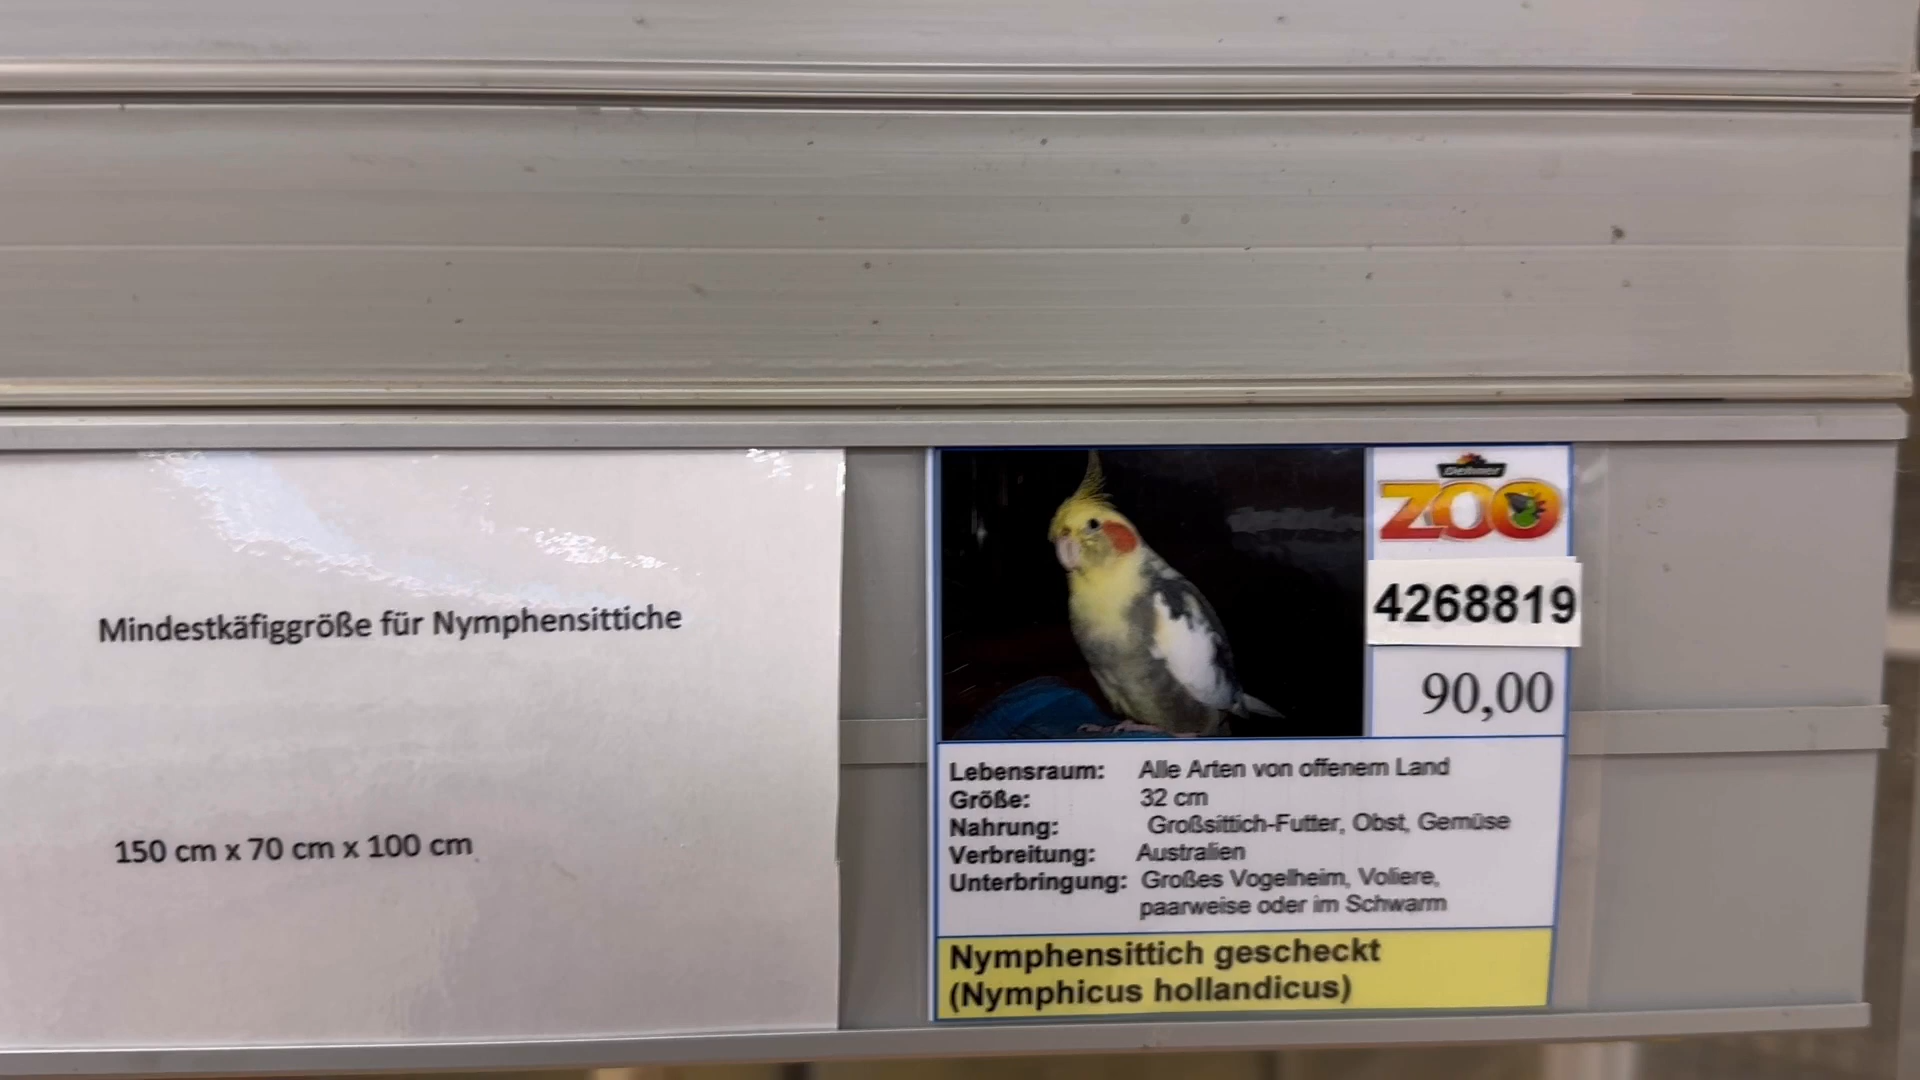 Mindestkäfiggröße für Nymphensittiche
150 cm x 70 cm x 100 cm
Dehner
ZOO
4268819
90,00
Lebensraum: Alle Arten von offenem Land
Größe: 32 cm
Nahrung: Großsittich-Futter, Obst, Gemüse
Verbreitung: Australien
Unterbringung: Großes Vogelheim, Voliere,
paarweise oder im Schwarm
Nymphensittich gescheckt
(Nymphicus hollandicus)